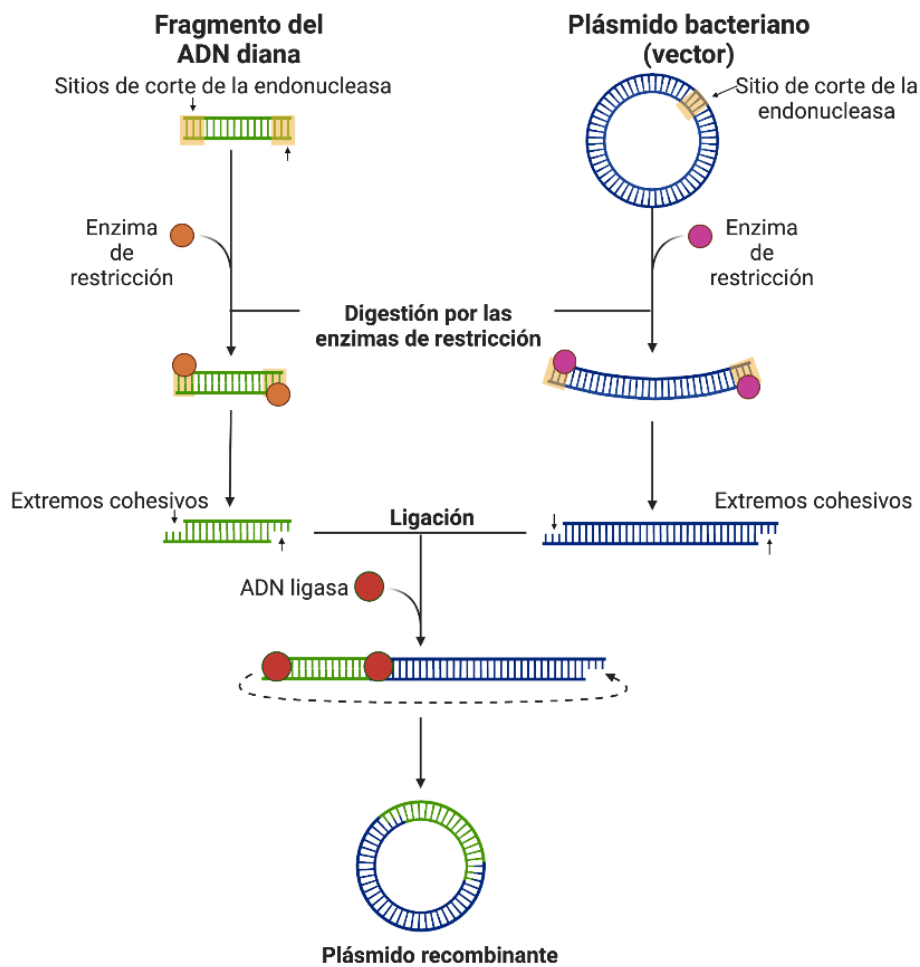 Fragmento del
ADN diana
Plásmido bacteriano
(vector)
Sitios de corte de la endonucleasa
Sitio de corte de la
endonucleasa
Enzima
de
restricción
Enzima
de
restricción
Digestión por las
enzimas de restricción
Extremos cohesivos
Extremos cohesivos
Ligación
ADN ligasa
Plásmido recombinante